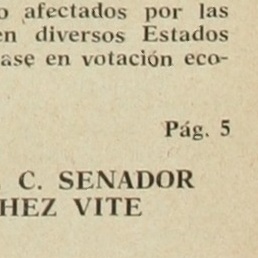 o afectados por las
en diversos Estados
ase en votación eco-
Pág. 5
C. SENADOR
HEZ VITE